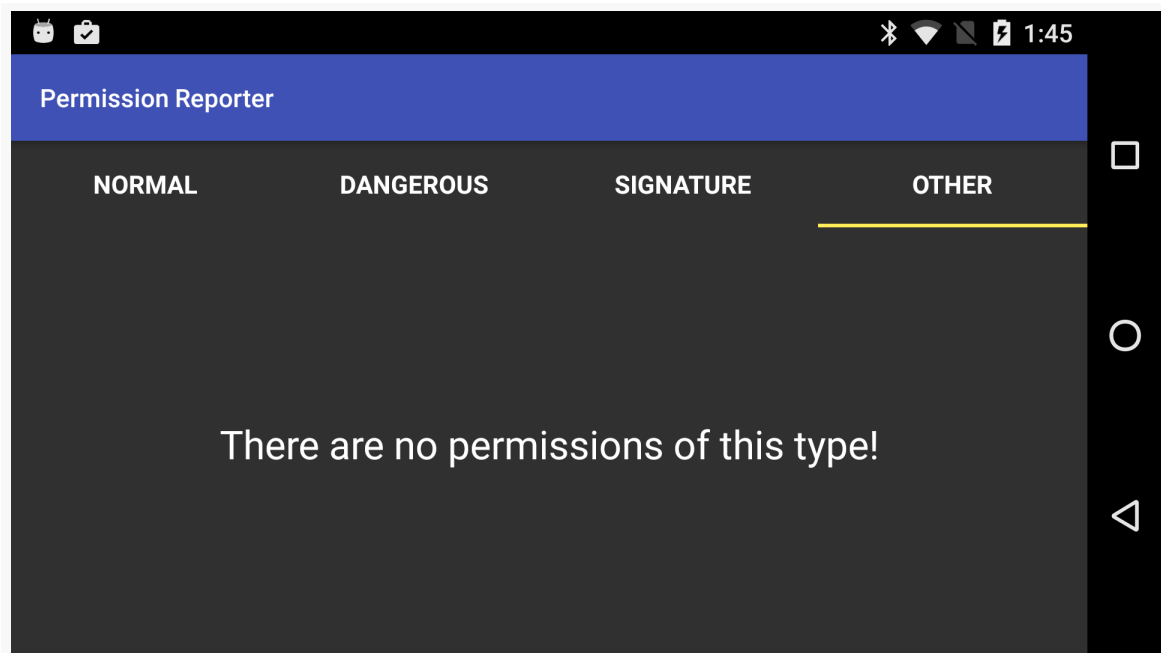 1:45
Permission Reporter
NORMAL DANGEROUS SIGNATURE OTHER
There are no permissions of this type!